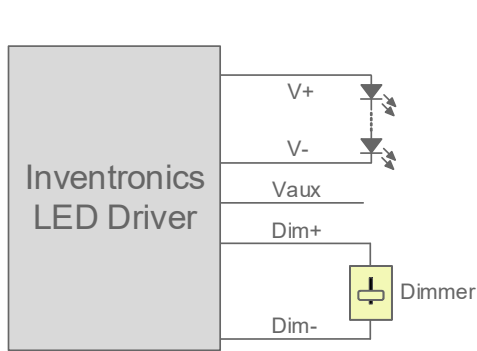 V+
V-
Inventronics
LED Driver
Vaux
Dim+
Dimmer
Dim-